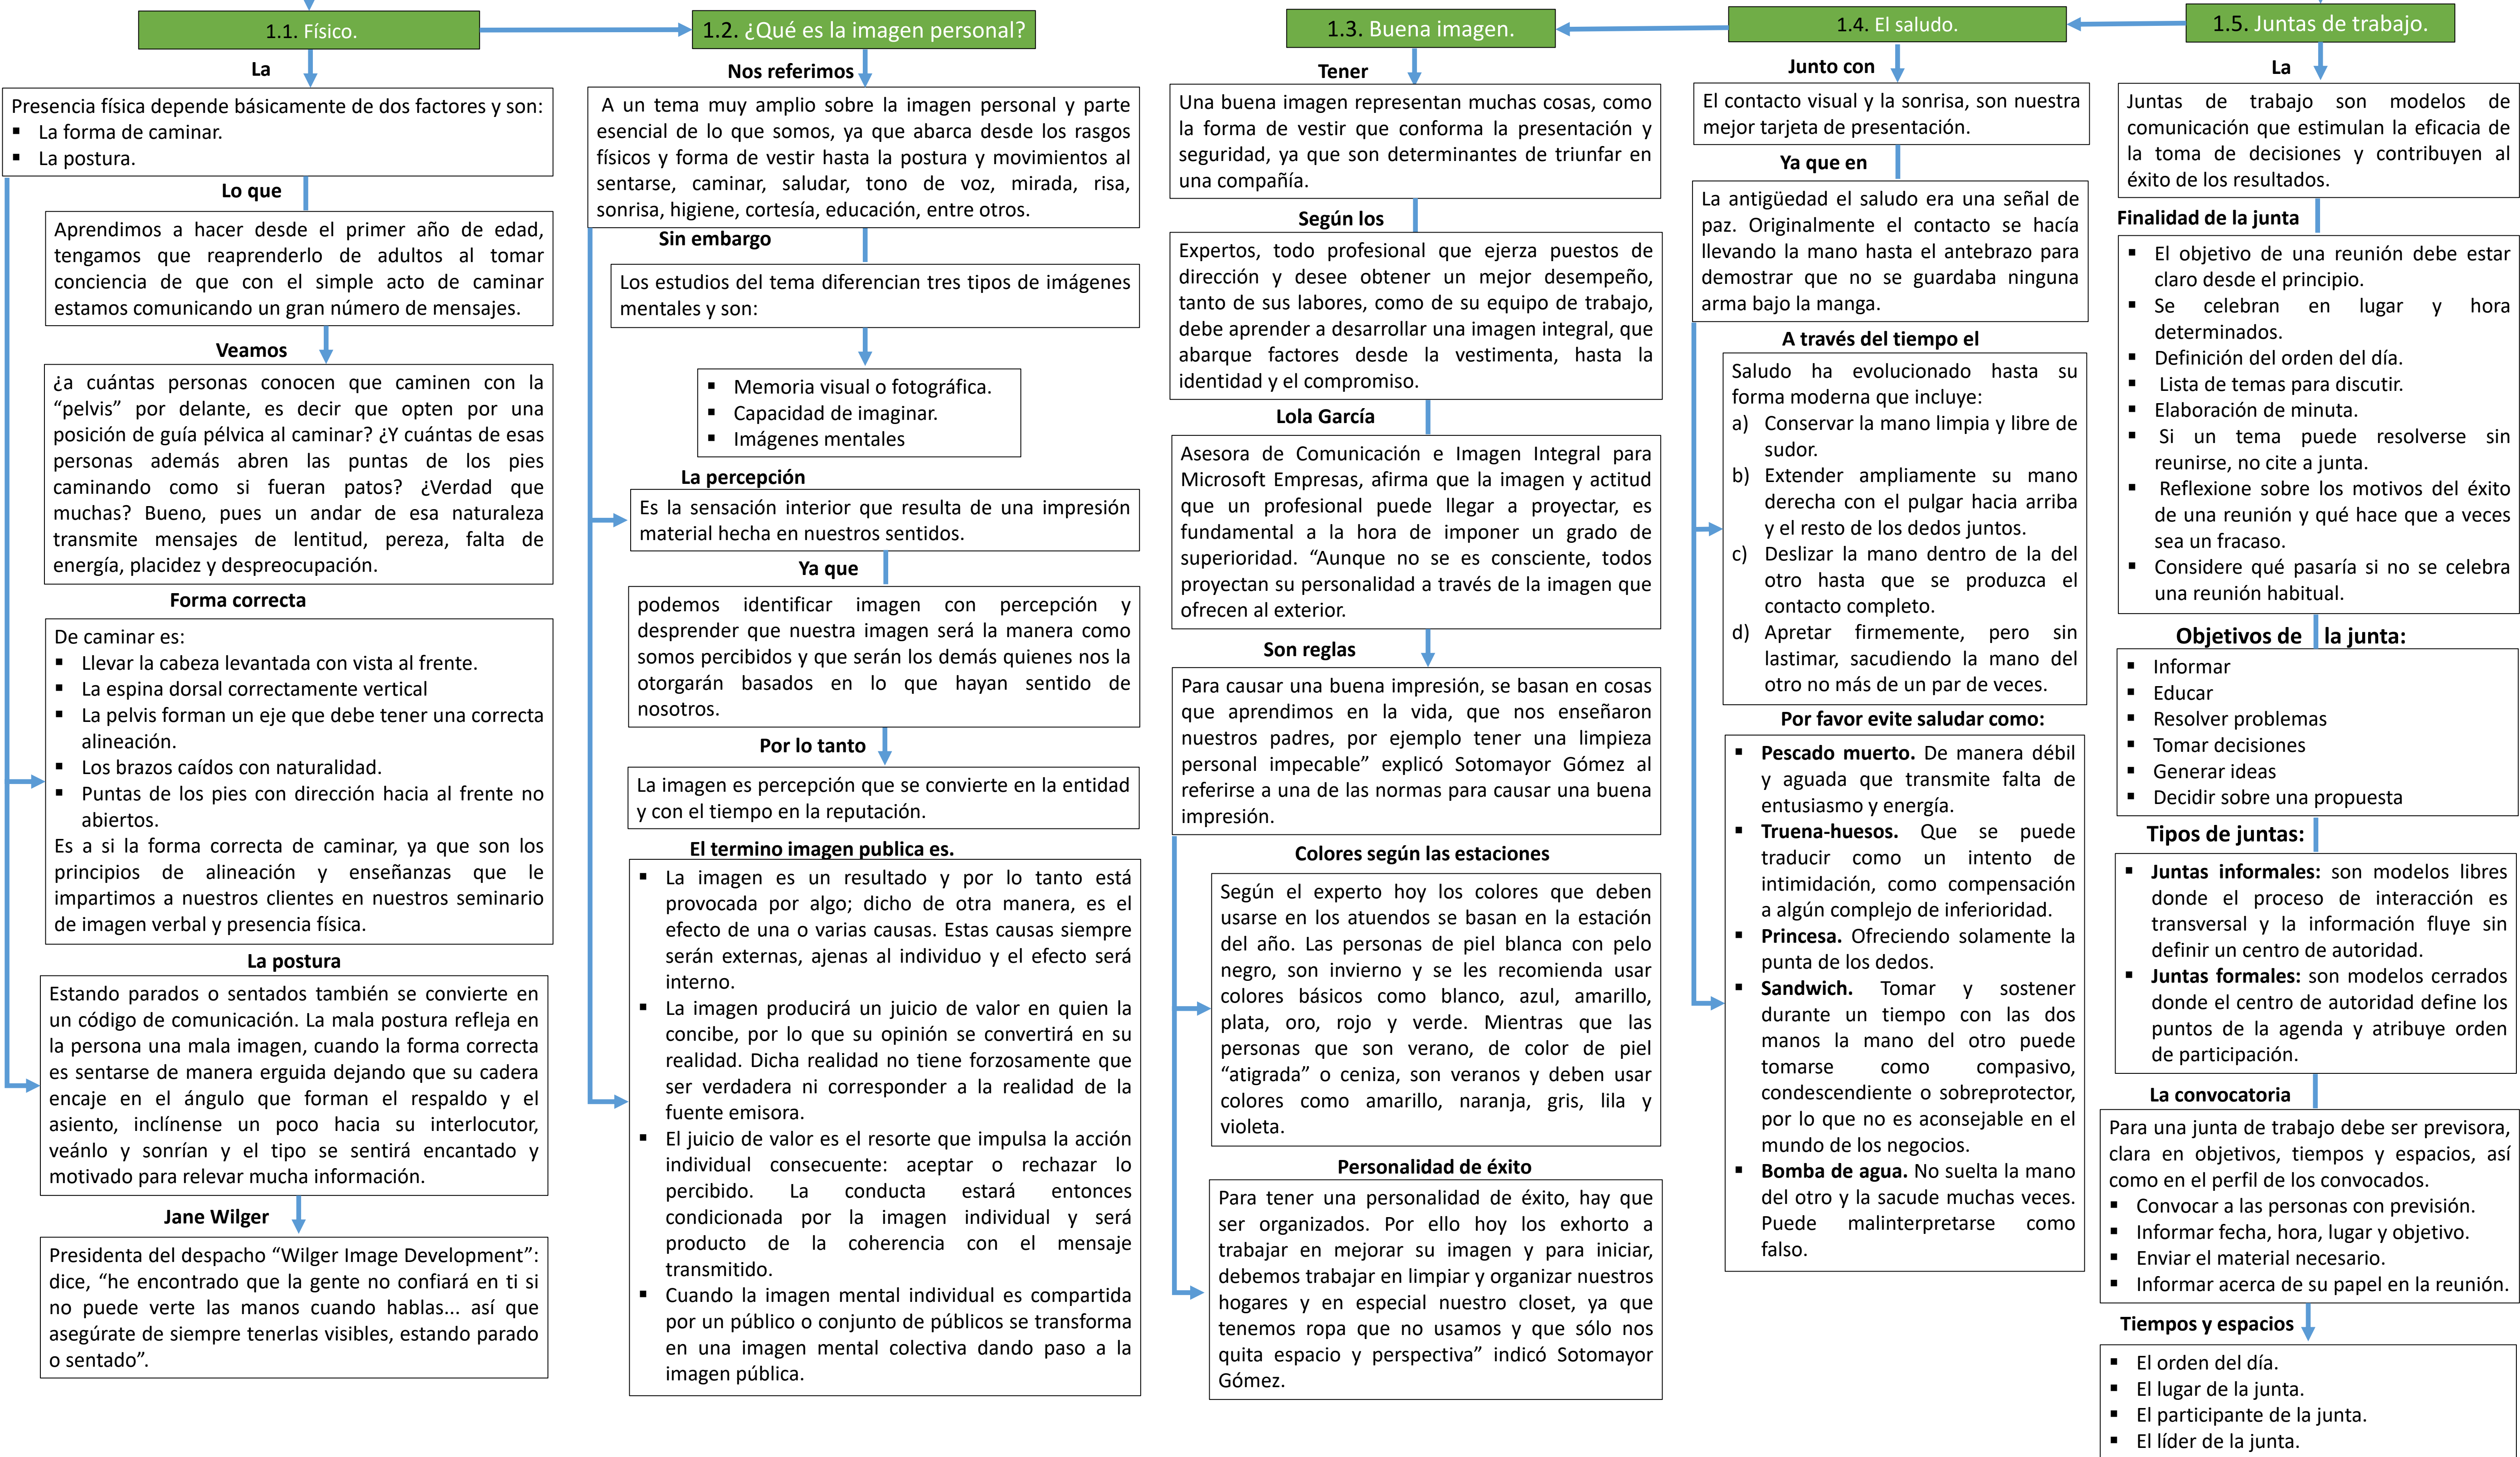 1.1. Físico.
La
Presencia física depende básicamente de dos factores y son:
▪ La forma de caminar.
▪ La postura.
Lo que
Aprendimos a hacer desde el primer año de edad,
tengamos que reaprenderlo de adultos al tomar
conciencia de que con el simple acto de caminar
estamos comunicando un gran número de mensajes.
Veamos
¿a cuántas personas conocen que caminen con la
“pelvis” por delante, es decir que opten por una
posición de guía pélvica al caminar? ¿Y cuántas de esas
personas además abren las puntas de los pies
caminando como si fueran patos? ¿Verdad que
muchas? Bueno, pues un andar de esa naturaleza
transmite mensajes de lentitud, pereza, falta de
energía, placidez y despreocupación.
Forma correcta
De caminar es:
▪ Llevar la cabeza levantada con vista al frente.
▪ La espina dorsal correctamente vertical
▪ La pelvis forman un eje que debe tener una correcta
alineación.
▪ Los brazos caídos con naturalidad.
▪ Puntas de los pies con dirección hacia al frente no
abiertos.
Es a si la forma correcta de caminar, ya que son los
principios de alineación y enseñanzas que le
impartimos a nuestros clientes en nuestros seminario
de imagen verbal y presencia física.
La postura
Estando parados o sentados también se convierte en
un código de comunicación. La mala postura refleja en
la persona una mala imagen, cuando la forma correcta
es sentarse de manera erguida dejando que su cadera
encaje en el ángulo que forman el respaldo y el
asiento, inclínense un poco hacia su interlocutor,
veánlo y sonrían y el tipo se sentirá encantado y
motivado para relevar mucha información.
Jane Wilger
Presidenta del despacho “Wilger Image Development”:
dice, “he encontrado que la gente no confiará en ti si
no puede verte las manos cuando hablas... así que
asegúrate de siempre tenerlas visibles, estando parado
o sentado”.
1.2. ¿Qué es la imagen personal?
Nos referimos
A un tema muy amplio sobre la imagen personal y parte
esencial de lo que somos, ya que abarca desde los rasgos
físicos y forma de vestir hasta la postura y movimientos al
sentarse, caminar, saludar, tono de voz, mirada, risa,
sonrisa, higiene, cortesía, educación, entre otros.
Sin embargo
Los estudios del tema diferencian tres tipos de imágenes
mentales y son:
▪ Memoria visual o fotográfica.
▪ Capacidad de imaginar.
▪ Imágenes mentales
La percepción
Es la sensación interior que resulta de una impresión
material hecha en nuestros sentidos.
Ya que
podemos identificar imagen con percepción y
desprender que nuestra imagen será la manera como
somos percibidos y que serán los demás quienes nos la
otorgarán basados en lo que hayan sentido de
nosotros.
Por lo tanto
La imagen es percepción que se convierte en la entidad
y con el tiempo en la reputación.
El termino imagen publica es.
▪ La imagen es un resultado y por lo tanto está
provocada por algo; dicho de otra manera, es el
efecto de una o varias causas. Estas causas siempre
serán externas, ajenas al individuo y el efecto será
interno.
▪ La imagen producirá un juicio de valor en quien la
concibe, por lo que su opinión se convertirá en su
realidad. Dicha realidad no tiene forzosamente que
ser verdadera ni corresponder a la realidad de la
fuente emisora.
▪ El juicio de valor es el resorte que impulsa la acción
individual consecuente: aceptar o rechazar lo
percibido. La conducta estará entonces
condicionada por la imagen individual y será
producto de la coherencia con el mensaje
transmitido.
▪ Cuando la imagen mental individual es compartida
por un público o conjunto de públicos se transforma
en una imagen mental colectiva dando paso a la
imagen pública.
1.3. Buena imagen.
Tener
Una buena imagen representan muchas cosas, como
la forma de vestir que conforma la presentación y
seguridad, ya que son determinantes de triunfar en
una compañía.
Según los
Expertos, todo profesional que ejerza puestos de
dirección y desee obtener un mejor desempeño,
tanto de sus labores, como de su equipo de trabajo,
debe aprender a desarrollar una imagen integral, que
abarque factores desde la vestimenta, hasta la
identidad y el compromiso.
Lola García
Asesora de Comunicación e Imagen Integral para
Microsoft Empresas, afirma que la imagen y actitud
que un profesional puede llegar a proyectar, es
fundamental a la hora de imponer un grado de
superioridad. “Aunque no se es consciente, todos
proyectan su personalidad a través de la imagen que
ofrecen al exterior.
Son reglas
Para causar una buena impresión, se basan en cosas
que aprendimos en la vida, que nos enseñaron
nuestros padres, por ejemplo tener una limpieza
personal impecable” explicó Sotomayor Gómez al
referirse a una de las normas para causar una buena
impresión.
Colores según las estaciones
Según el experto hoy los colores que deben
usarse en los atuendos se basan en la estación
del año. Las personas de piel blanca con pelo
negro, son invierno y se les recomienda usar
colores básicos como blanco, azul, amarillo,
plata, oro, rojo y verde. Mientras que las
personas que son verano, de color de piel
“atigrada” o ceniza, son veranos y deben usar
colores como amarillo, naranja, gris, lila y
violeta.
Personalidad de éxito
Para tener una personalidad de éxito, hay que
ser organizados. Por ello hoy los exhorto a
trabajar en mejorar su imagen y para iniciar,
debemos trabajar en limpiar y organizar nuestros
hogares y en especial nuestro closet, ya que
tenemos ropa que no usamos y que sólo nos
quita espacio y perspectiva” indicó Sotomayor
Gómez.
1.4. El saludo.
Junto con
El contacto visual y la sonrisa, son nuestra
mejor tarjeta de presentación.
Ya que en
La antigüedad el saludo era una señal de
paz. Originalmente el contacto se hacía
llevando la mano hasta el antebrazo para
demostrar que no se guardaba ninguna
arma bajo la manga.
A través del tiempo el
Saludo ha evolucionado hasta su
forma moderna que incluye:
a) Conservar la mano limpia y libre de
sudor.
b) Extender ampliamente su mano
derecha con el pulgar hacia arriba
y el resto de los dedos juntos.
c) Deslizar la mano dentro de la del
otro hasta que se produzca el
contacto completo.
d) Apretar firmemente, pero sin
lastimar, sacudiendo la mano del
otro no más de un par de veces.
Por favor evite saludar como:
▪ Pescado muerto. De manera débil
y aguada que transmite falta de
entusiasmo y energía.
▪ Truena-huesos. Que se puede
traducir como un intento de
intimidación, como compensación
a algún complejo de inferioridad.
▪ Princesa. Ofreciendo solamente la
punta de los dedos.
▪ Sandwich. Tomar y sostener
durante un tiempo con las dos
manos la mano del otro puede
tomarse como compasivo,
condescendiente o sobreprotector,
por lo que no es aconsejable en el
mundo de los negocios.
▪ Bomba de agua. No suelta la mano
del otro y la sacude muchas veces.
Puede malinterpretarse como
falso.
1.5. Juntas de trabajo.
La
Juntas de trabajo son modelos de
comunicación que estimulan la eficacia de
la toma de decisiones y contribuyen al
éxito de los resultados.
Finalidad de la junta
▪ El objetivo de una reunión debe estar
claro desde el principio.
▪ Se celebran en lugar y hora
determinados.
▪ Definición del orden del día.
▪ Lista de temas para discutir.
▪ Elaboración de minuta.
▪ Si un tema puede resolverse sin
reunirse, no cite a junta.
▪ Reflexione sobre los motivos del éxito
de una reunión y qué hace que a veces
sea un fracaso.
▪ Considere qué pasaría si no se celebra
una reunión habitual.
Objetivos de la junta:
▪ Informar
▪ Educar
▪ Resolver problemas
▪ Tomar decisiones
▪ Generar ideas
▪ Decidir sobre una propuesta
Tipos de juntas:
▪ Juntas informales: son modelos libres
donde el proceso de interacción es
transversal y la información fluye sin
definir un centro de autoridad.
▪ Juntas formales: son modelos cerrados
donde el centro de autoridad define los
puntos de la agenda y atribuye orden
de participación.
La convocatoria
Para una junta de trabajo debe ser previsora,
clara en objetivos, tiempos y espacios, así
como en el perfil de los convocados.
▪ Convocar a las personas con previsión.
▪ Informar fecha, hora, lugar y objetivo.
▪ Enviar el material necesario.
▪ Informar acerca de su papel en la reunión.
Tiempos y espacios
▪ El orden del día.
▪ El lugar de la junta.
▪ El participante de la junta.
▪ El líder de la junta.